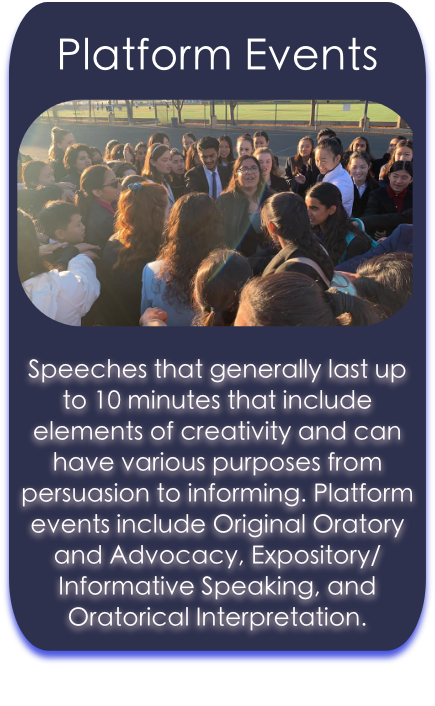 Platform Events
Speeches that generally last up
to 10 minutes that include
elements of creativity and can
have various purposes from
persuasion to informing. Platform
events include Original Oratory
and Advocacy, Expository/
Informative Speaking, and
Oratorical Interpretation.